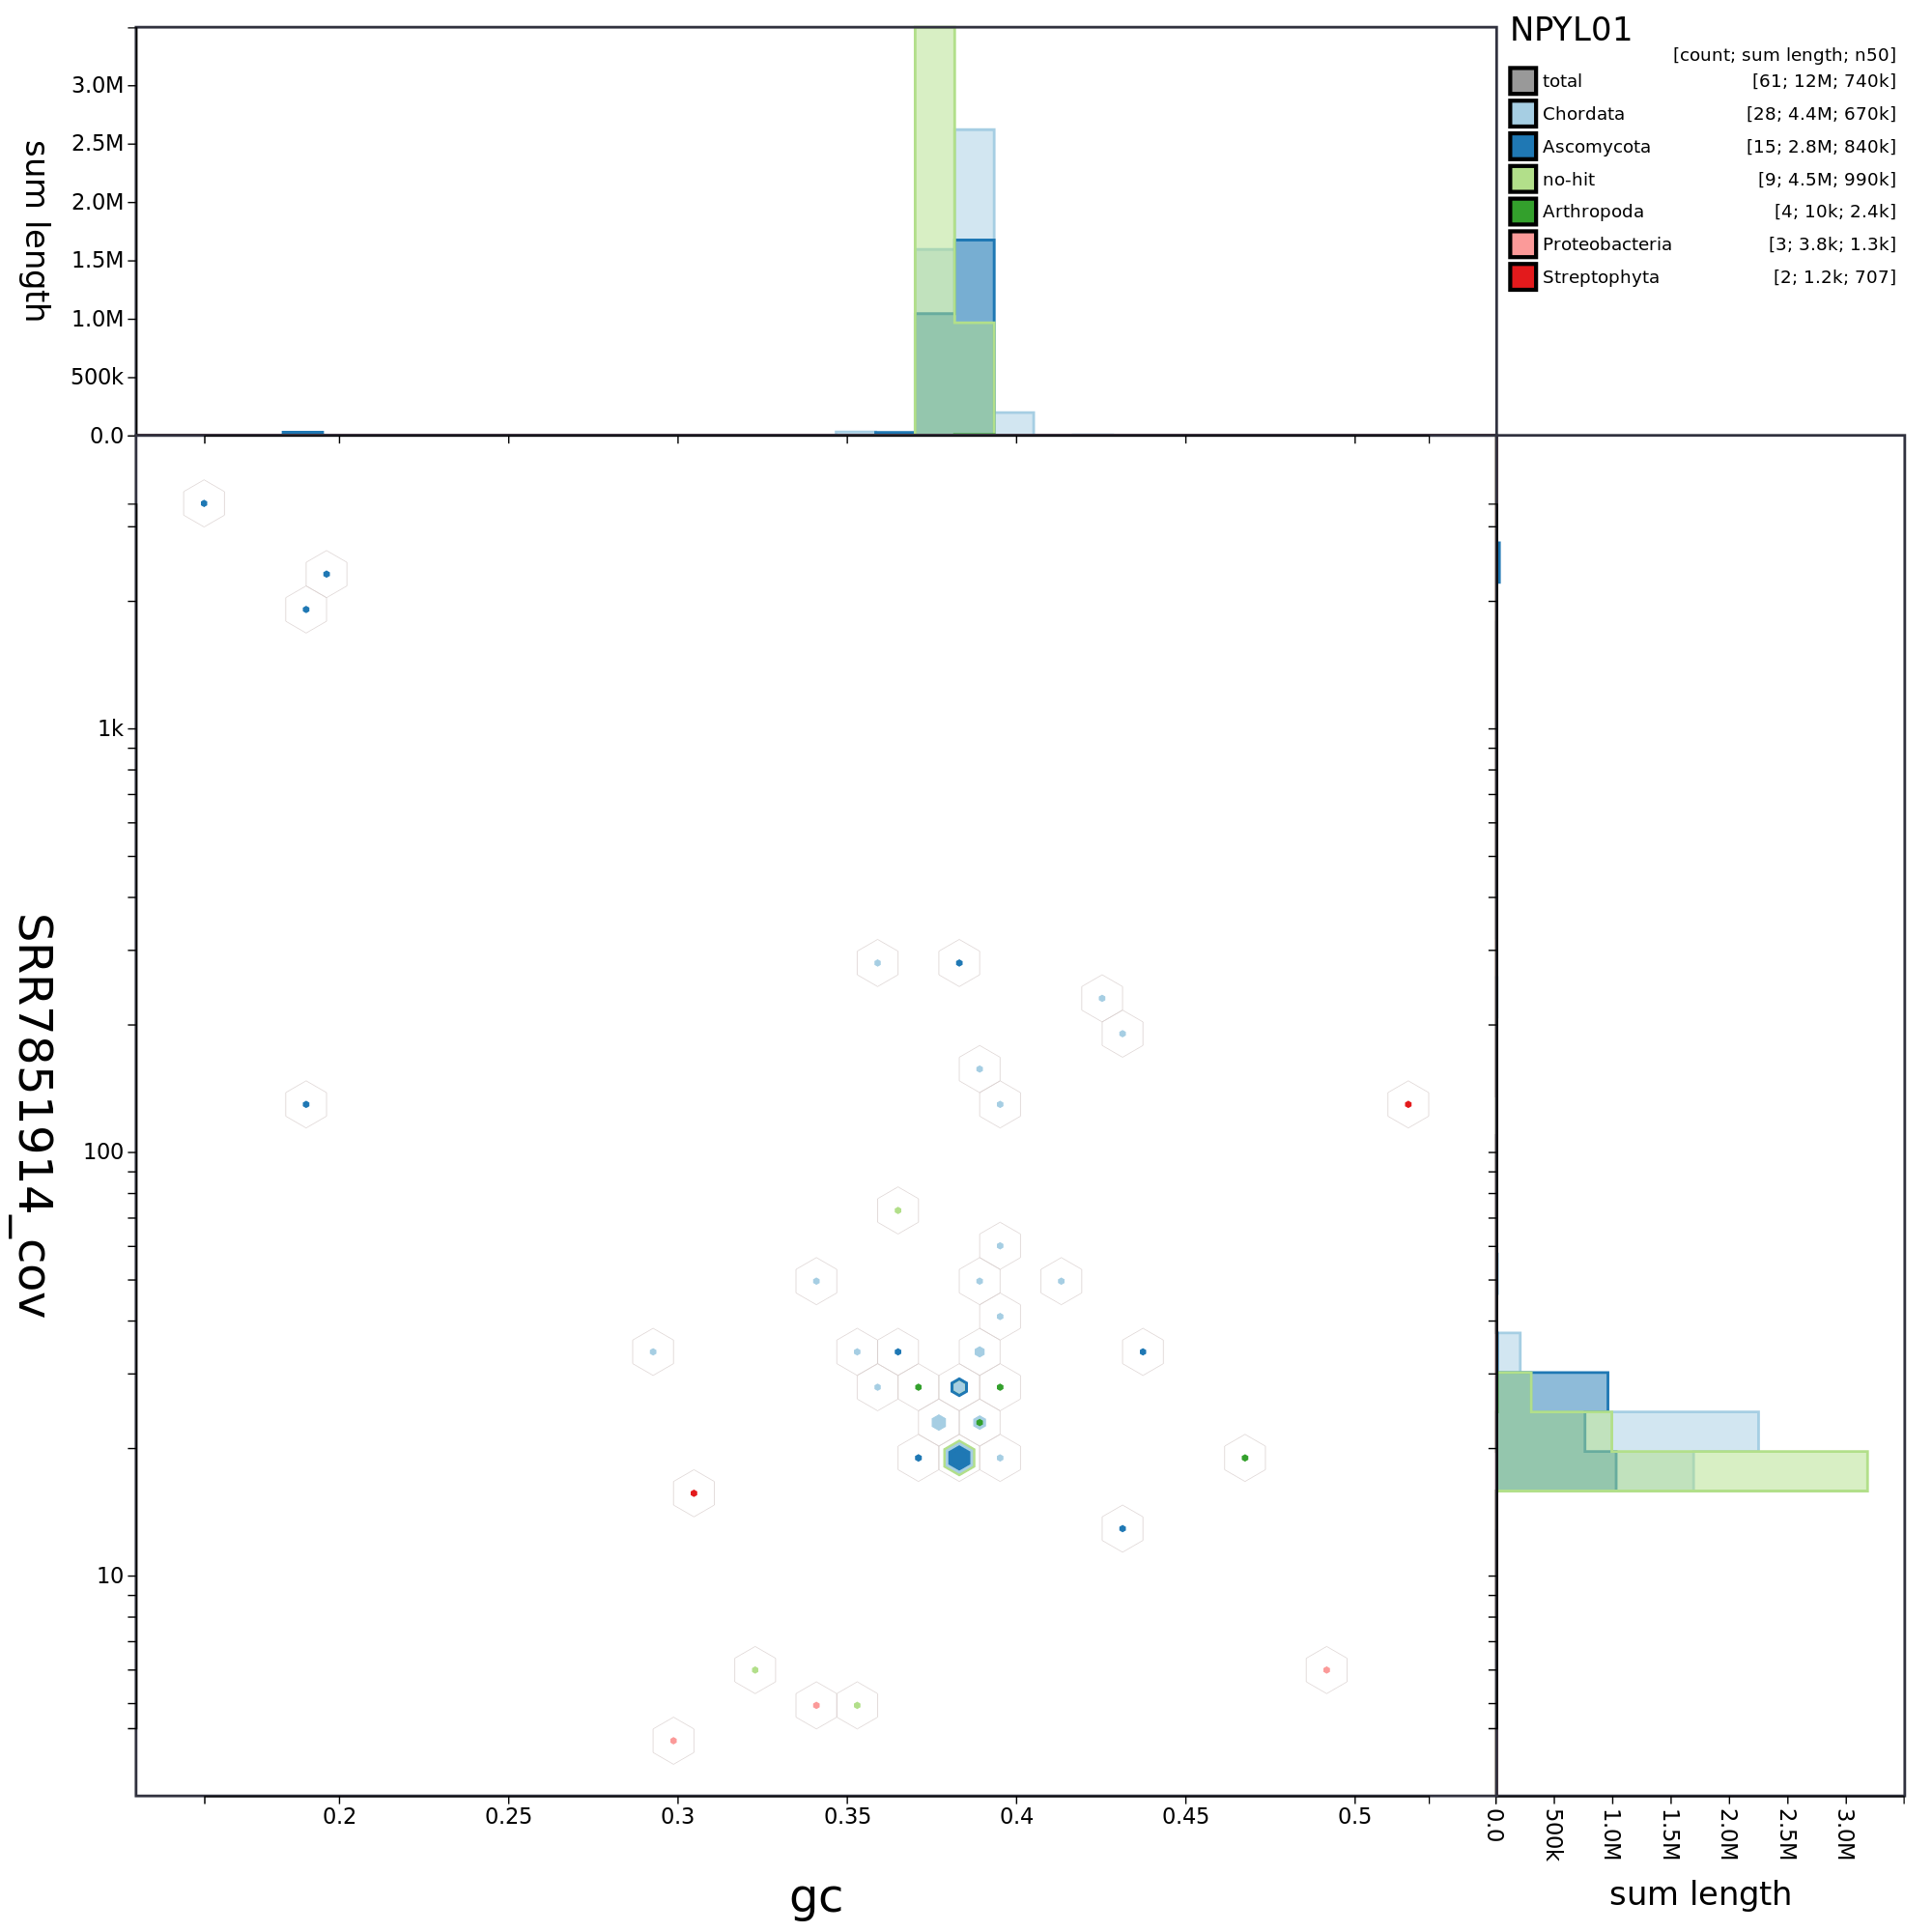 NPYL01
[count; sum length; n50]
total [61; 12M; 740k]
Chordata [28; 4.4M; 670k]
Ascomycota [15; 2.8M; 840k]
no-hit [9; 4.5M; 990k]
Arthropoda [4; 10k; 2.4k]
Proteobacteria [3; 3.8k; 1.3k]
Streptophyta [2; 1.2k; 707]
sum length
3.0M
2.5M
2.0M
1.5M
1.0M
500k
0.0
SRR7851914_cov
1k
100
10
0.2 0.25 0.3 0.35 0.4 0.45 0.5
gc
0.0 500k 1.0M 1.5M 2.0M 2.5M 3.0M
sum length